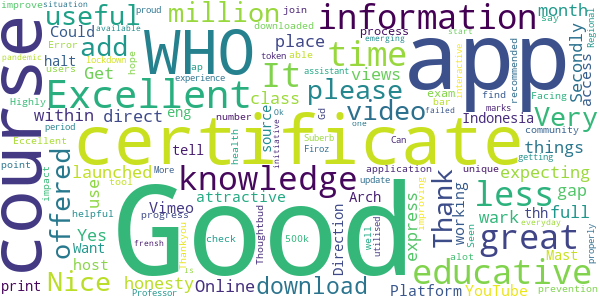 improve
situation
proud
join
available
say
useful
million
information
month
downloaded
Regional
Error
Could
users
lockdown
add
WHO
place
process
start
emerging
app
pandemic
halt
hope
It
time
token
able
views
assistant
interactive
recommended
Secondly
access
Get
experience
ap
Highly
Excellent
please
class
exam
find
bar
marks
Facing
Very
course
Eccellent
period
within
direct
eng
video
source
number
failed
Indonesia
community
things
certificate
point
tell
health
initiative
Ok
Gd
Suberb
Firoz
one
Can
getting
More
application
unique
expecting
offered
impact
launched
tool
use
knowledge
less
gap
helpful
Yes
Want
progress
Vimeo
attractive
Arch
update
Thank
working
wark
thh
full
improving
everyday
Good
great
Direction
express
well
utilised
Seen
alot
Mast
properly
Nice
host
frensh
Thankyou
check
Thoughtbud
500k
educative
print
honesty
is
Online
download
Platform
YouTube
prevention
Professor